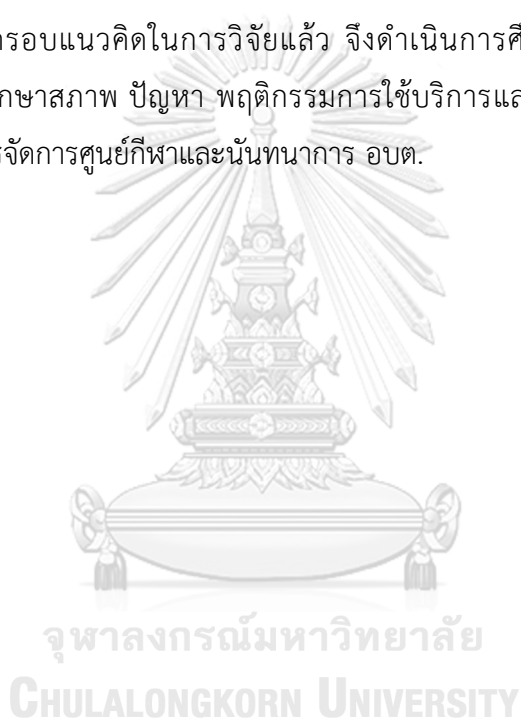 รอบแนวคิดในการวิจัยแล้ว จึงดำเนินการศึ
กษาสภาพ ปัญหา พฤติกรรมการใช้บริการแล
จัดการศูนย์กีฬาและนันทนาการ อบต.
จุฬาลงกรณ์มหาวิทยาลัย
CHULALONGKORN UNIVERSITY